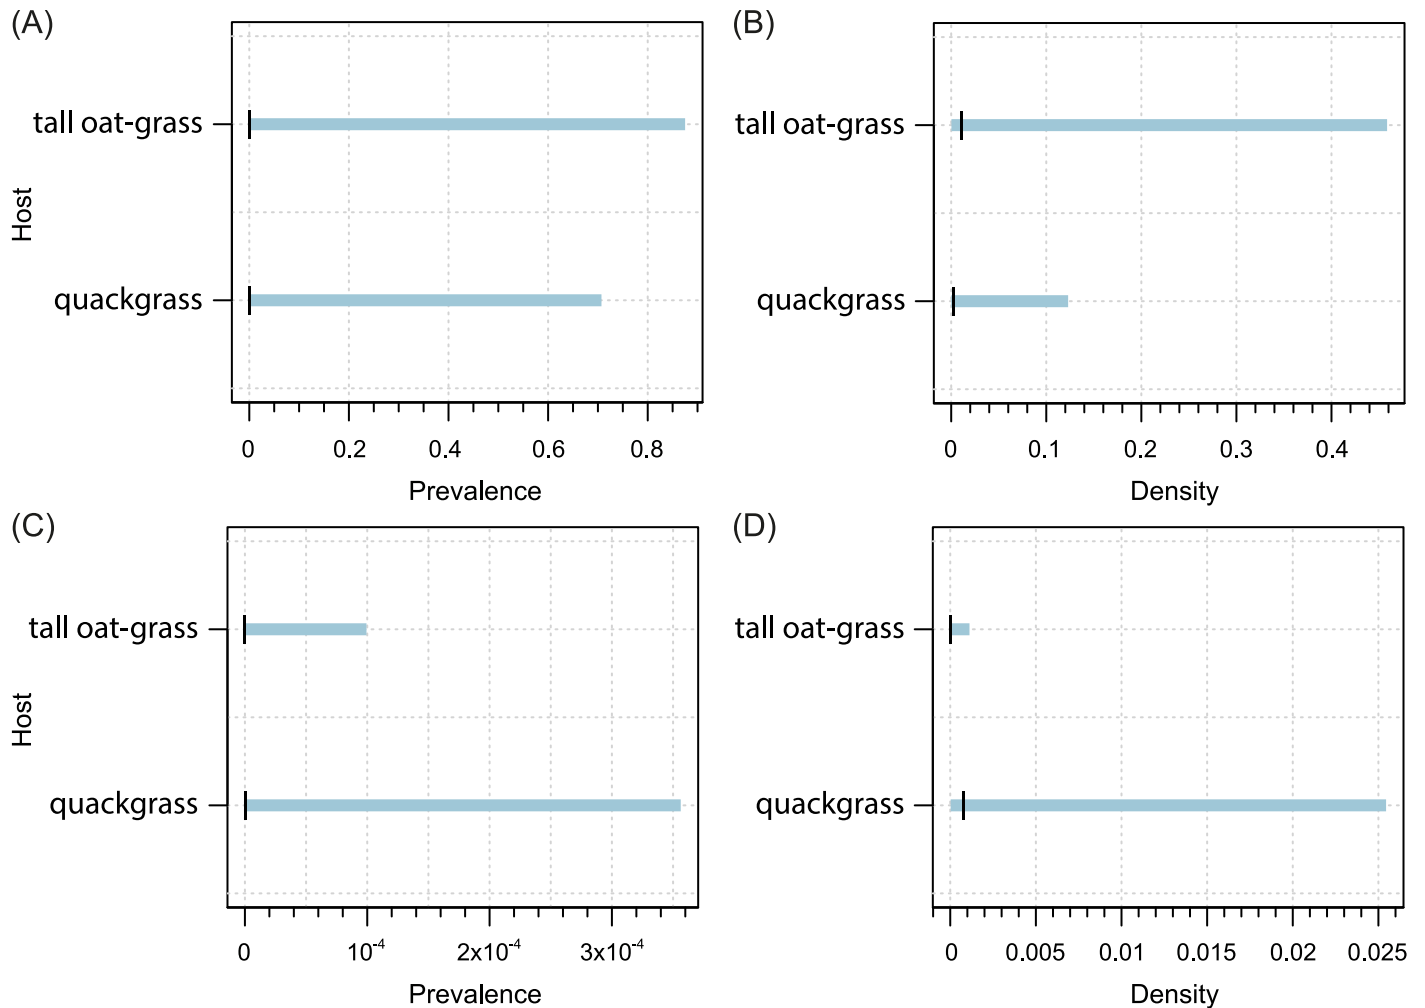 (A)
Host
tall oat-grass
quackgrass
0 0.2 0.4 0.6 0.8
Prevalence
(B)
tall oat-grass
quackgrass
0 0.1 0.2 0.3 0.4
Density
(C)
Host
tall oat-grass
quackgrass
0 10⁻⁴ 2x10⁻⁴ 3x10⁻⁴
Prevalence
(D)
tall oat-grass
quackgrass
0 0.005 0.01 0.015 0.02 0.025
Density